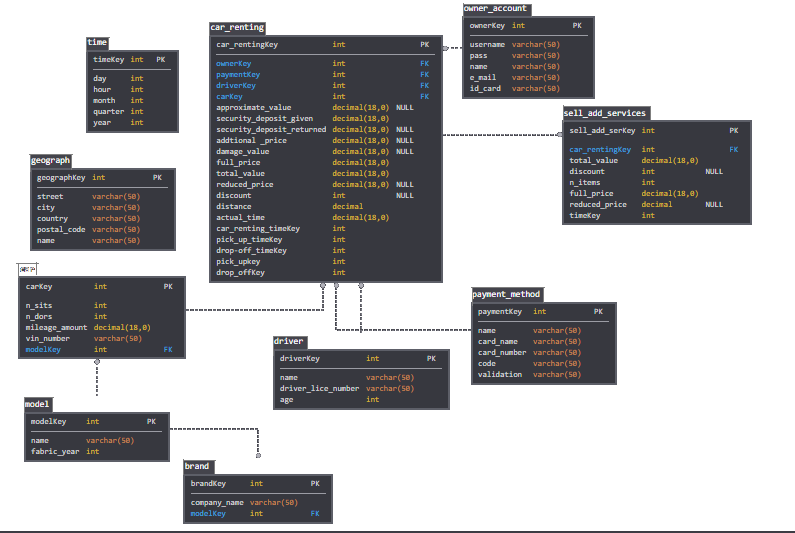 time
timeKey int PK
day int
hour int
month int
quarter int
year int
geograph
geographKey int PK
street varchar(50)
city varchar(50)
country varchar(50)
postal_code varchar(50)
name varchar(50)
carKey int PK
n_sits int
n_dors int
mileage_amount decimal(18,0)
vin_number varchar(50)
modelKey int FK
model
modelKey int PK
name varchar(50)
fabric_year int
brand
brandKey int PK
company_name varchar(50)
modelKey int FK
car_renting
car_rentingKey int PK
ownerKey int FK
paymentKey int FK
driverKey int FK
carKey int FK
approximate_value decimal(18,0) NULL
security_deposit_given decimal(18,0)
security_deposit_returned decimal(18,0) NULL
addtional _price decimal(18,0) NULL
damage_value decimal(18,0) NULL
full_price decimal(18,0)
total_value decimal(18,0)
reduced_price decimal(18,0) NULL
discount int NULL
distance decimal
actual_time decimal(18,0)
car_renting_timeKey int
pick_up_timeKey int
drop-off_timeKey int
pick_upkey int
drop_offKey int
driver
driverKey int PK
name varchar(50)
driver_lice_number varchar(50)
age int
owner_account
ownerKey int PK
username varchar(50)
pass varchar(50)
name varchar(50)
e_mail varchar(50)
id_card varchar(50)
sell_add_services
sell_add_serKey int PK
car_rentingKey int FK
total_value decimal(18,0)
discount int NULL
n_items int
full_price decimal(18,0)
reduced_price decimal NULL
timeKey int
payment_method
paymentKey int PK
name varchar(50)
card_name varchar(50)
card_number varchar(50)
code varchar(50)
validation varchar(50)